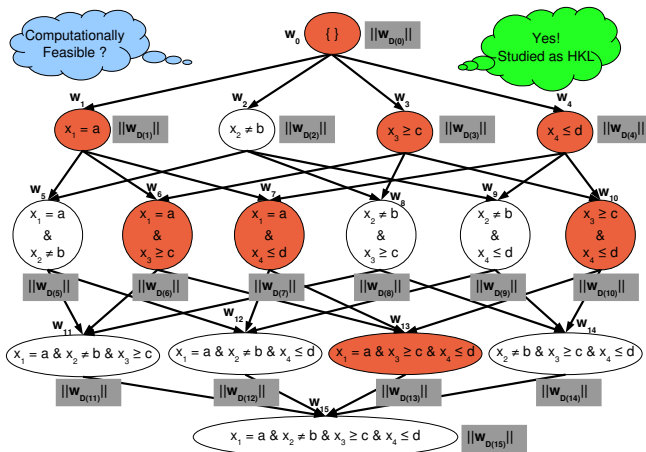 Computationally
Feasible ?
w0
{ }
||wD(0)||
Yes!
Studied as HKL
w1
w2
w3
w4
x1 = a
||wD(1)||
x2 ≠ b
||wD(2)||
x3 ≥ c
||wD(3)||
x4 ≤ d
||wD(4)||
w5
w6
w7
w8
w9
w10
x1 = a
&
x2 ≠ b
x1 = a
&
x3 ≥ c
x1 = a
&
x4 ≤ d
x2 ≠ b
&
x3 ≥ c
x2 ≠ b
&
x4 ≤ d
x3 ≥ c
&
x4 ≤ d
||wD(5)||
||wD(6)||
||wD(7)||
||wD(8)||
||wD(9)||
||wD(10)||
w11
w12
w13
w14
x1 = a & x2 ≠ b & x3 ≥ c
x1 = a & x2 ≠ b & x4 ≤ d
x1 = a & x3 ≥ c & x4 ≤ d
x2 ≠ b & x3 ≥ c & x4 ≤ d
||wD(11)||
||wD(12)||
||wD(13)||
||wD(14)||
w15
x1 = a & x2 ≠ b & x3 ≥ c & x4 ≤ d
||wD(15)||